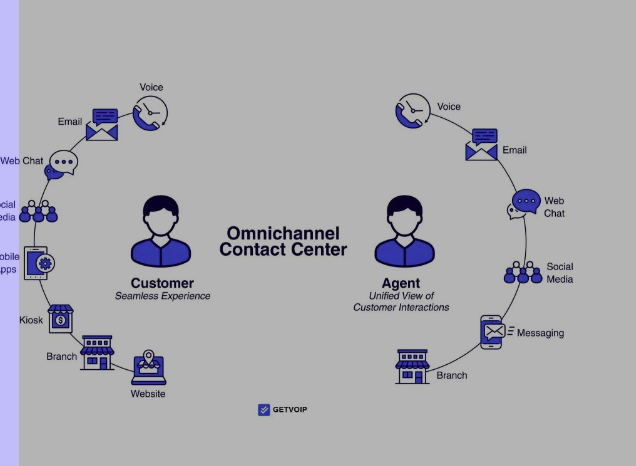 Voice
Email
Web Chat
cial
edia
obile
pps
Kiosk
Branch
Website
Customer
Seamless Experience
Omnichannel
Contact Center
Agent
Unified View of
Customer Interactions
Voice
Email
Web
Chat
Social
Media
Messaging
Branch
GETVOIP